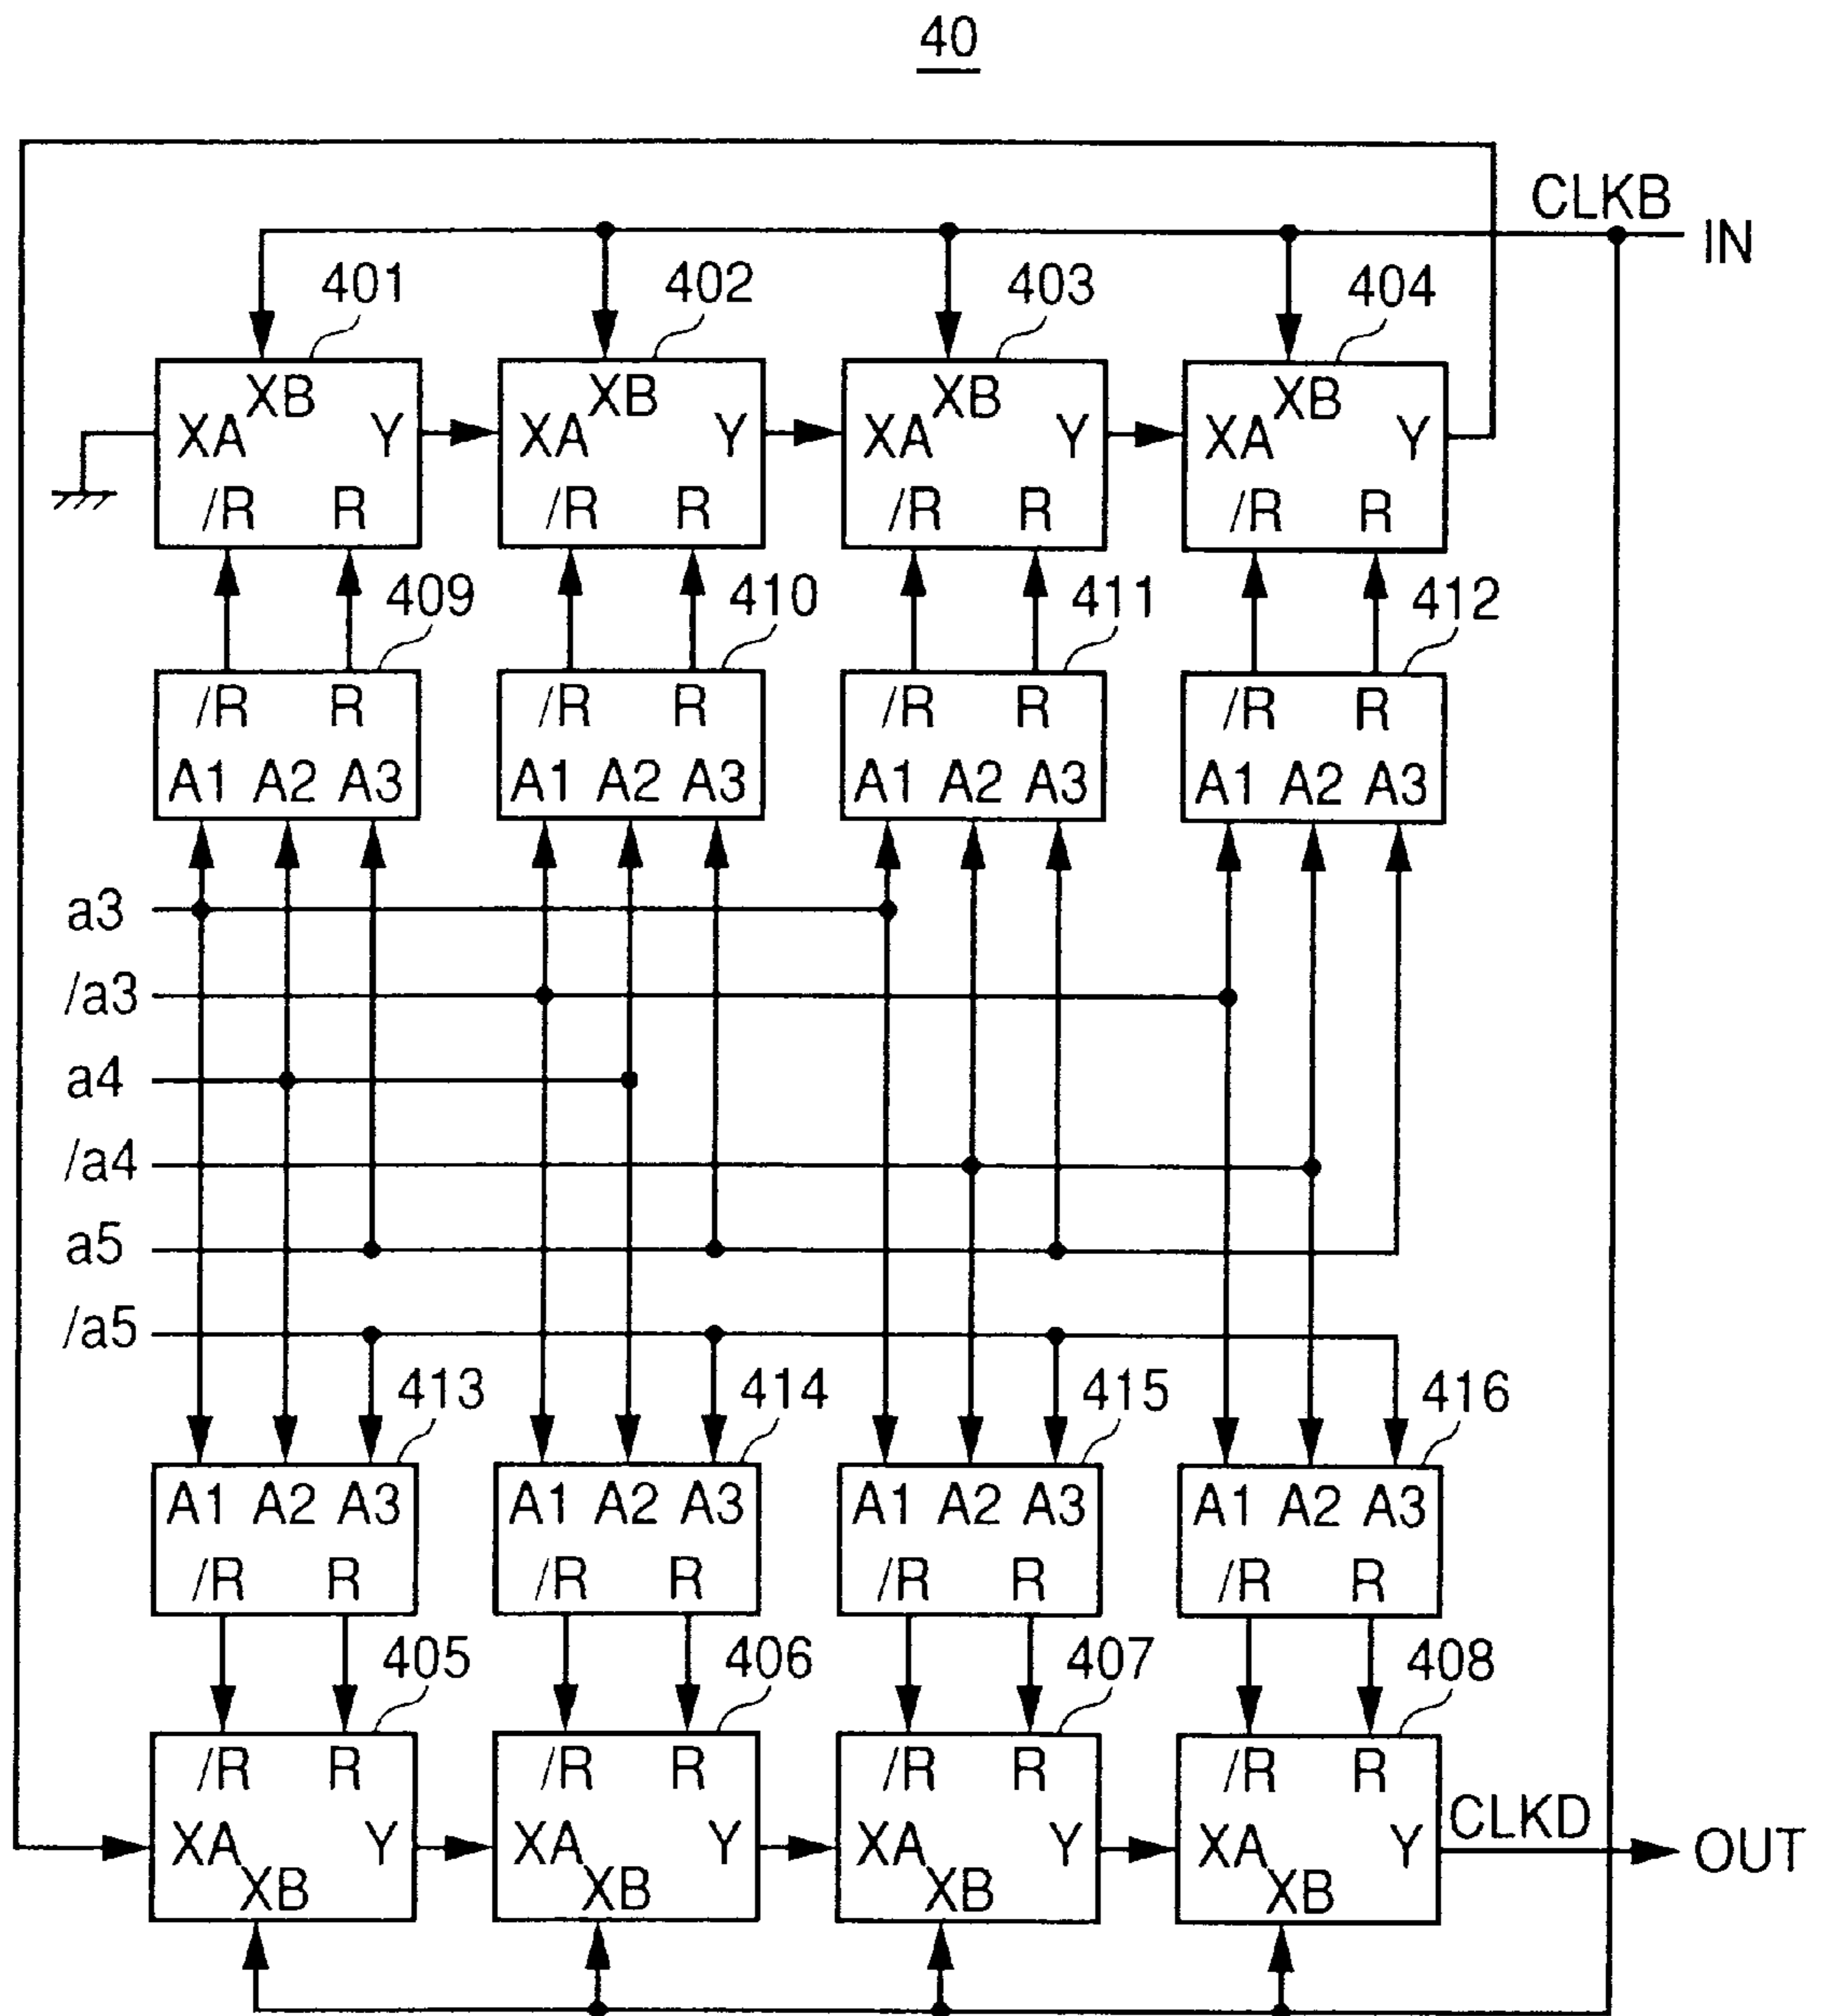 40
CLKB
IN
401 402 403 404
XB XB XB XB
XA Y XA Y XA Y XA Y
/R R /R R /R R /R R
409 410 411 412
/R R /R R /R R /R R
A1 A2 A3 A1 A2 A3 A1 A2 A3 A1 A2 A3
a3
/a3
a4
/a4
a5
/a5
413 414 415 416
A1 A2 A3 A1 A2 A3 A1 A2 A3 A1 A2 A3
/R R /R R /R R /R R
405 406 407 408
/R R /R R /R R /R R
CLKD
XA Y XA Y XA Y XA Y OUT
XB XB XB XB